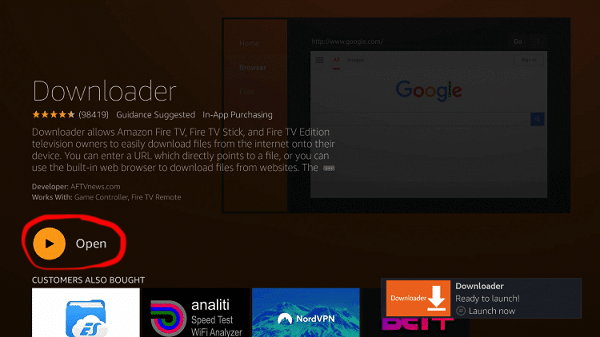 Home
http://www.google.com/
Go
Browser
Google
Downloader
(98419) Guidance Suggested In-App Purchasing
Downloader allows Amazon Fire TV, Fire TV Stick, and Fire TV Edition
television owners to easily download files from the internet onto their
device. You can enter a URL which directly points to a file, or you can
use the built-in web browser to download files from websites. The
Developer: AFTVnews.com
Works With: Game Controller, Fire TV Remote
Open
CUSTOMERS ALSO BOUGHT
ES
analiti
Speed Test
WiFi Analyzer
NordVPN
BET+
Downloader
Downloader
Ready to launch!
Launch now